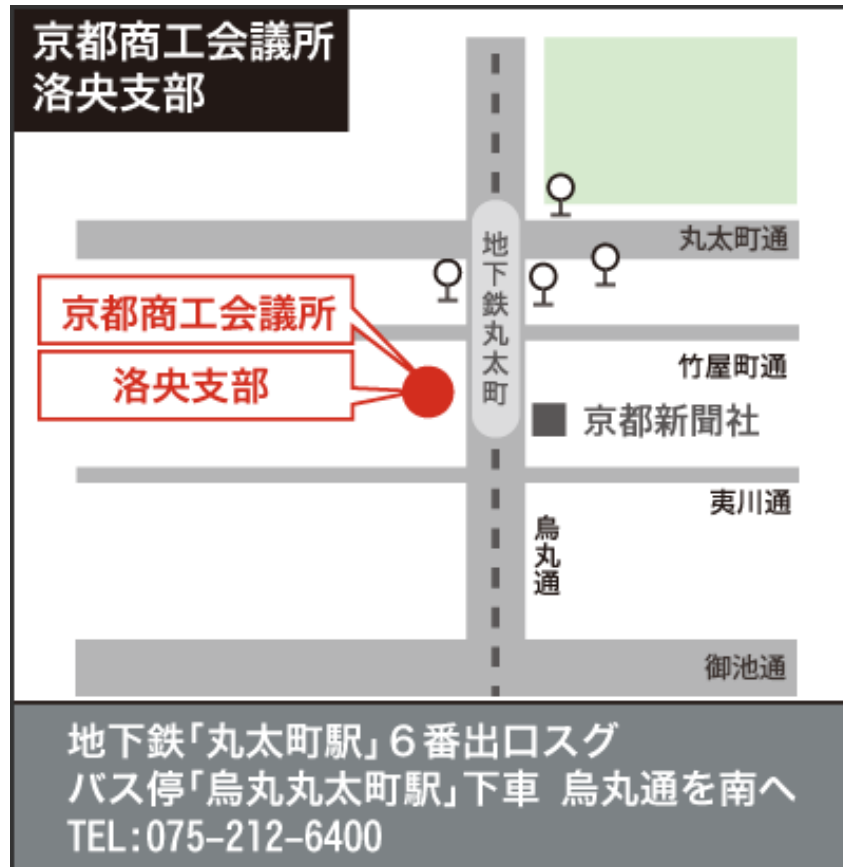 京都商工会議所
洛央支部
丸太町通
地下鉄丸太町
京都商工会議所
洛央支部
竹屋町通
京都新聞社
夷川通
烏丸通
御池通
地下鉄「丸太町駅」６番出口スグ
バス停「烏丸丸太町駅」下車 烏丸通を南へ
TEL:075–212–6400